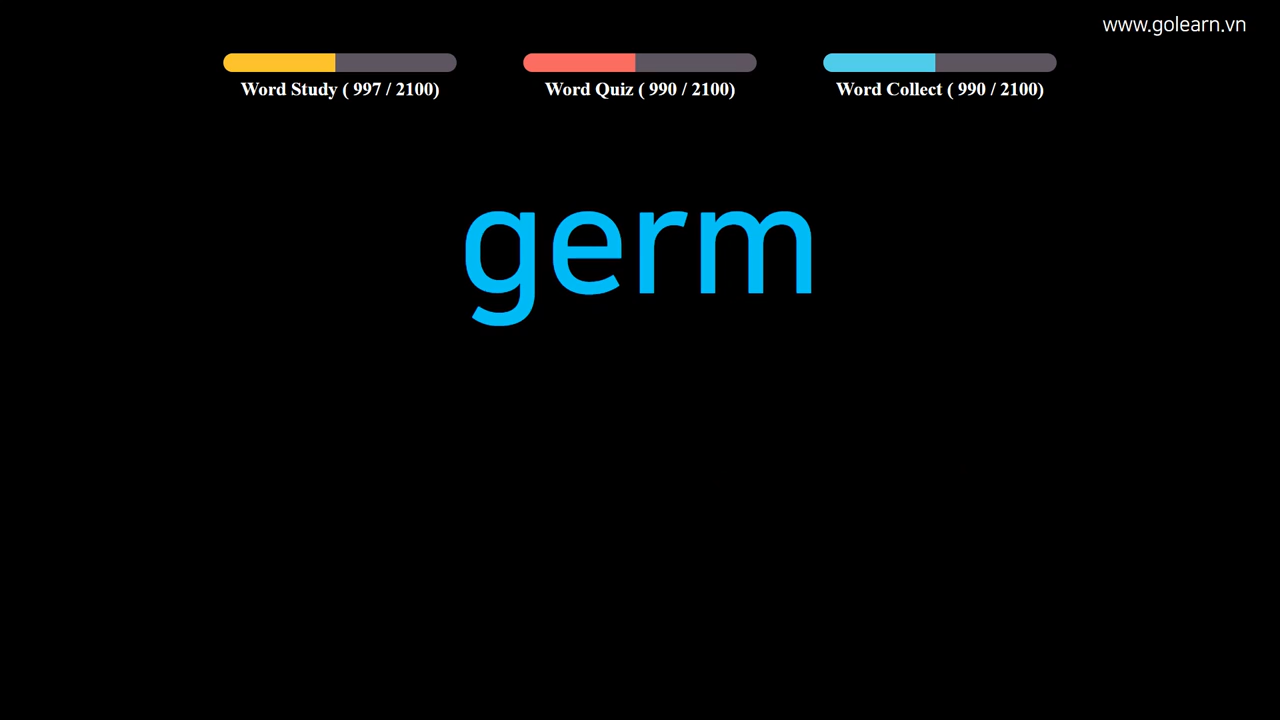 www.golearn.vn
Word Study ( 997 / 2100)
Word Quiz ( 990 / 2100)
Word Collect ( 990 / 2100)
germ